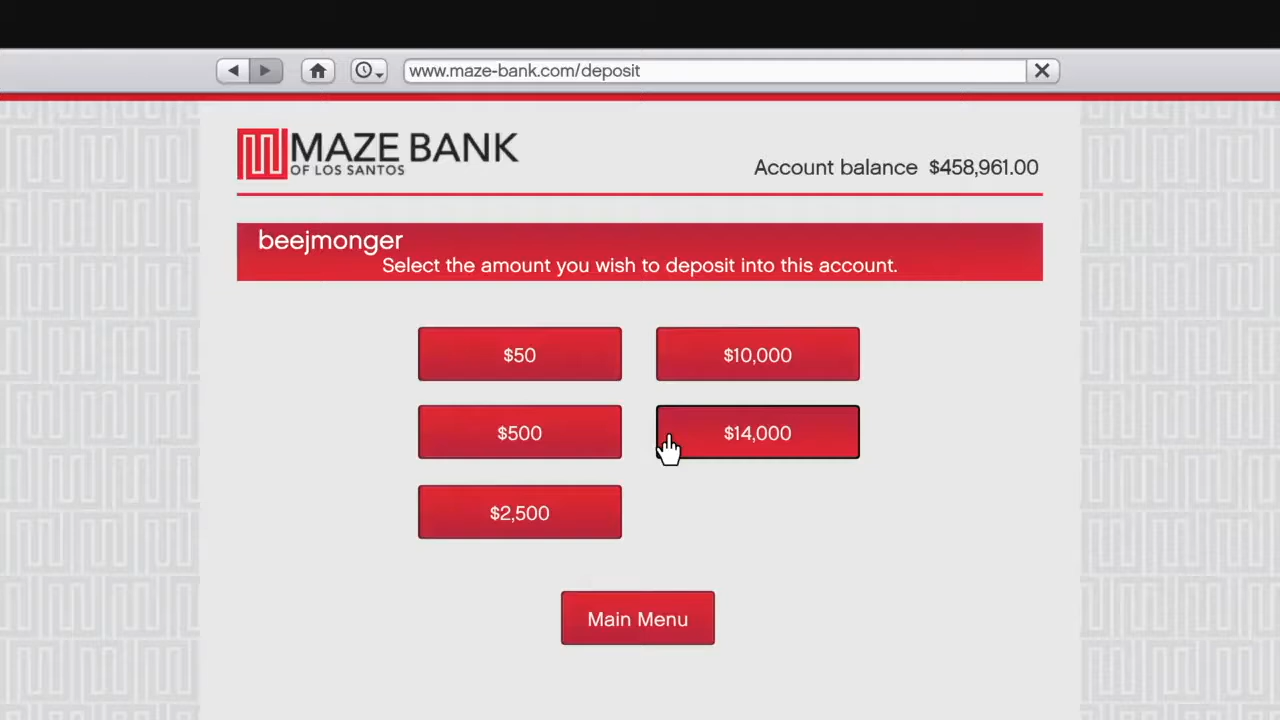 www.maze-bank.com/deposit
MAZE BANK
OF LOS SANTOS
Account balance $458,961.00
beejmonger
Select the amount you wish to deposit into this account.
$50
$10,000
$500
$14,000
$2,500
Main Menu